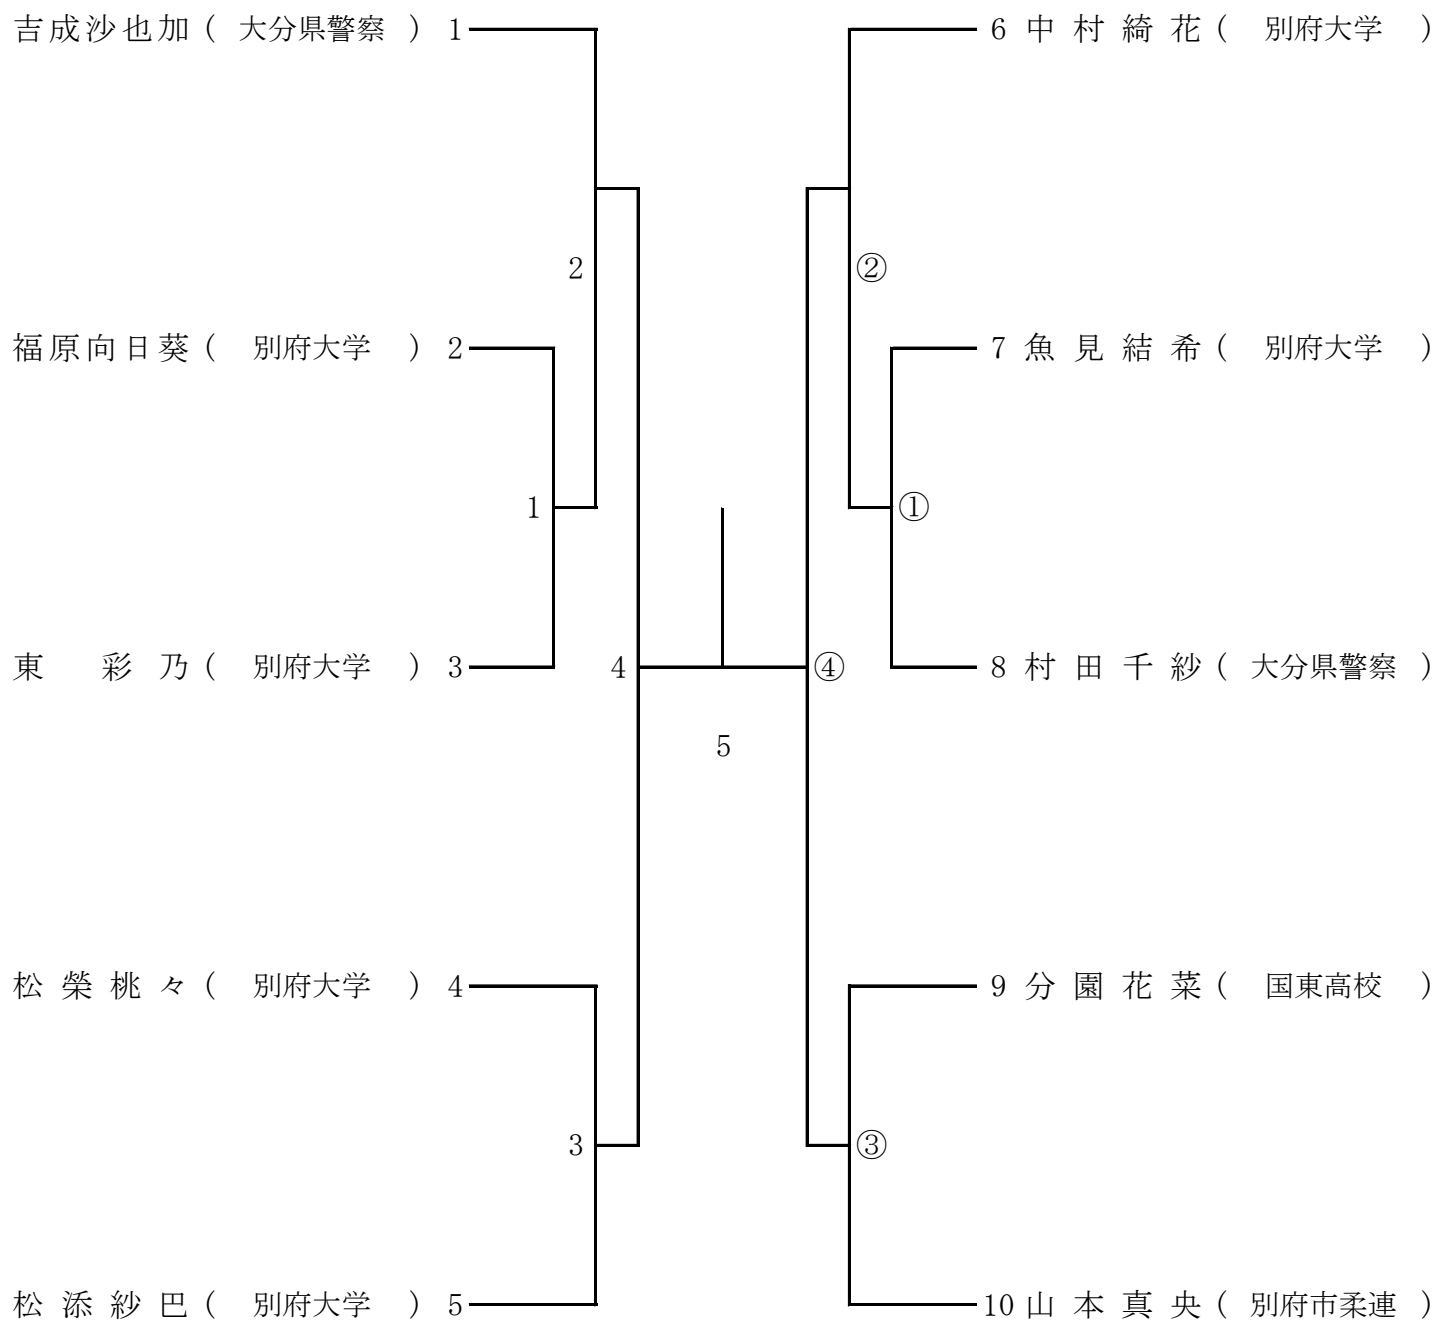 吉成沙也加 ( 大分県警察 ) 1
6 中村綺花 ( 別府大学 )
2
②
福原向日葵 ( 別府大学 ) 2
7 魚見結希 ( 別府大学 )
1
①
東 彩乃 ( 別府大学 ) 3
4
④
8 村田千紗 ( 大分県警察 )
5
松榮桃々 ( 別府大学 ) 4
9 分園花菜 ( 国東高校 )
3
③
松添紗巴 ( 別府大学 ) 5
10 山本真央 ( 別府市柔連 )